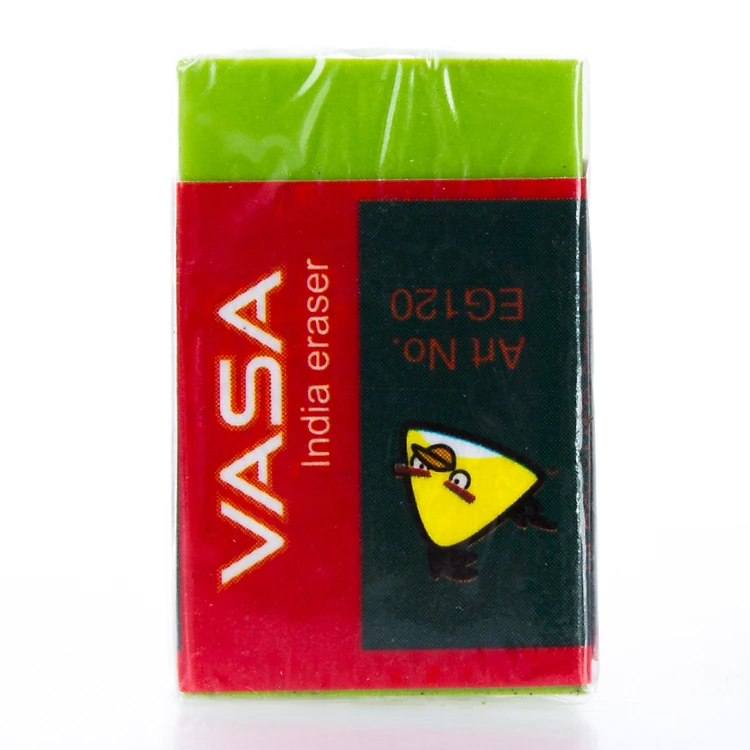 VASA
India eraser
Art No.
EG120